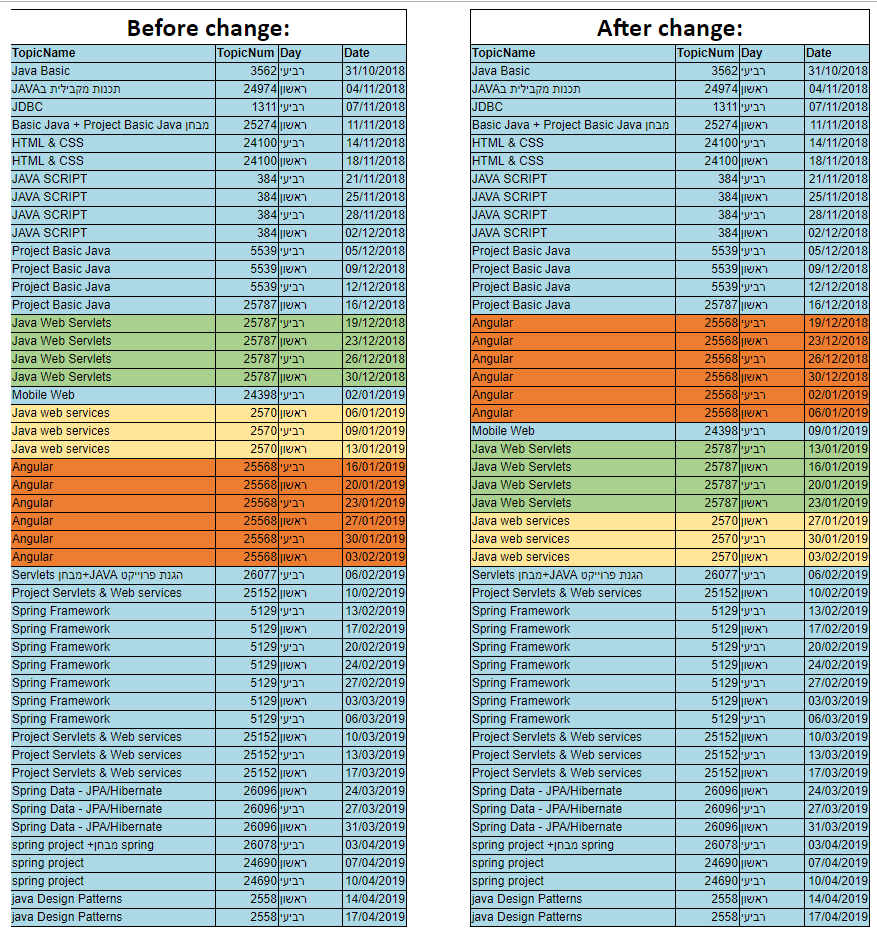 Before change:
TopicName TopicNum Day Date
Java Basic 3562 רביעי 31/10/2018
תכנות מקבילית בJAVA 24974 ראשון 04/11/2018
JDBC 1311 רביעי 07/11/2018
Basic Java + Project Basic Java מבחן 25274 ראשון 11/11/2018
HTML & CSS 24100 רביעי 14/11/2018
HTML & CSS 24100 ראשון 18/11/2018
JAVA SCRIPT 384 רביעי 21/11/2018
JAVA SCRIPT 384 ראשון 25/11/2018
JAVA SCRIPT 384 רביעי 28/11/2018
JAVA SCRIPT 384 ראשון 02/12/2018
Project Basic Java 5539 רביעי 05/12/2018
Project Basic Java 5539 ראשון 09/12/2018
Project Basic Java 5539 רביעי 12/12/2018
Project Basic Java 25787 ראשון 16/12/2018
Java Web Servlets 25787 רביעי 19/12/2018
Java Web Servlets 25787 ראשון 23/12/2018
Java Web Servlets 25787 רביעי 26/12/2018
Java Web Servlets 25787 ראשון 30/12/2018
Mobile Web 24398 רביעי 02/01/2019
Java web services 2570 ראשון 06/01/2019
Java web services 2570 רביעי 09/01/2019
Java web services 2570 ראשון 13/01/2019
Angular 25568 רביעי 16/01/2019
Angular 25568 ראשון 20/01/2019
Angular 25568 רביעי 23/01/2019
Angular 25568 ראשון 27/01/2019
Angular 25568 רביעי 30/01/2019
Angular 25568 ראשון 03/02/2019
Servlets הגנת פרוייקט JAVA+מבחן 26077 רביעי 06/02/2019
Project Servlets & Web services 25152 ראשון 10/02/2019
Spring Framework 5129 רביעי 13/02/2019
Spring Framework 5129 ראשון 17/02/2019
Spring Framework 5129 רביעי 20/02/2019
Spring Framework 5129 ראשון 24/02/2019
Spring Framework 5129 רביעי 27/02/2019
Spring Framework 5129 ראשון 03/03/2019
Spring Framework 5129 רביעי 06/03/2019
Project Servlets & Web services 25152 ראשון 10/03/2019
Project Servlets & Web services 25152 רביעי 13/03/2019
Project Servlets & Web services 25152 ראשון 17/03/2019
Spring Data - JPA/Hibernate 26096 ראשון 24/03/2019
Spring Data - JPA/Hibernate 26096 רביעי 27/03/2019
Spring Data - JPA/Hibernate 26096 ראשון 31/03/2019
spring project +מבחן spring 26078 רביעי 03/04/2019
spring project 24690 ראשון 07/04/2019
spring project 24690 רביעי 10/04/2019
java Design Patterns 2558 ראשון 14/04/2019
java Design Patterns 2558 רביעי 17/04/2019
After change:
TopicName TopicNum Day Date
Java Basic 3562 רביעי 31/10/2018
תכנות מקבילית בJAVA 24974 ראשון 04/11/2018
JDBC 1311 רביעי 07/11/2018
Basic Java + Project Basic Java מבחן 25274 ראשון 11/11/2018
HTML & CSS 24100 רביעי 14/11/2018
HTML & CSS 24100 ראשון 18/11/2018
JAVA SCRIPT 384 רביעי 21/11/2018
JAVA SCRIPT 384 ראשון 25/11/2018
JAVA SCRIPT 384 רביעי 28/11/2018
JAVA SCRIPT 384 ראשון 02/12/2018
Project Basic Java 5539 רביעי 05/12/2018
Project Basic Java 5539 ראשון 09/12/2018
Project Basic Java 5539 רביעי 12/12/2018
Project Basic Java 25787 ראשון 16/12/2018
Angular 25568 רביעי 19/12/2018
Angular 25568 ראשון 23/12/2018
Angular 25568 רביעי 26/12/2018
Angular 25568 ראשון 30/12/2018
Angular 25568 רביעי 02/01/2019
Angular 25568 ראשון 06/01/2019
Mobile Web 24398 רביעי 09/01/2019
Java Web Servlets 25787 רביעי 13/01/2019
Java Web Servlets 25787 ראשון 16/01/2019
Java Web Servlets 25787 רביעי 20/01/2019
Java Web Servlets 25787 ראשון 23/01/2019
Java web services 2570 ראשון 27/01/2019
Java web services 2570 רביעי 30/01/2019
Java web services 2570 ראשון 03/02/2019
Servlets הגנת פרוייקט JAVA+מבחן 26077 רביעי 06/02/2019
Project Servlets & Web services 25152 ראשון 10/02/2019
Spring Framework 5129 רביעי 13/02/2019
Spring Framework 5129 ראשון 17/02/2019
Spring Framework 5129 רביעי 20/02/2019
Spring Framework 5129 ראשון 24/02/2019
Spring Framework 5129 רביעי 27/02/2019
Spring Framework 5129 ראשון 03/03/2019
Spring Framework 5129 רביעי 06/03/2019
Project Servlets & Web services 25152 ראשון 10/03/2019
Project Servlets & Web services 25152 רביעי 13/03/2019
Project Servlets & Web services 25152 ראשון 17/03/2019
Spring Data - JPA/Hibernate 26096 ראשון 24/03/2019
Spring Data - JPA/Hibernate 26096 רביעי 27/03/2019
Spring Data - JPA/Hibernate 26096 ראשון 31/03/2019
spring project +מבחן spring 26078 רביעי 03/04/2019
spring project 24690 ראשון 07/04/2019
spring project 24690 רביעי 10/04/2019
java Design Patterns 2558 ראשון 14/04/2019
java Design Patterns 2558 רביעי 17/04/2019